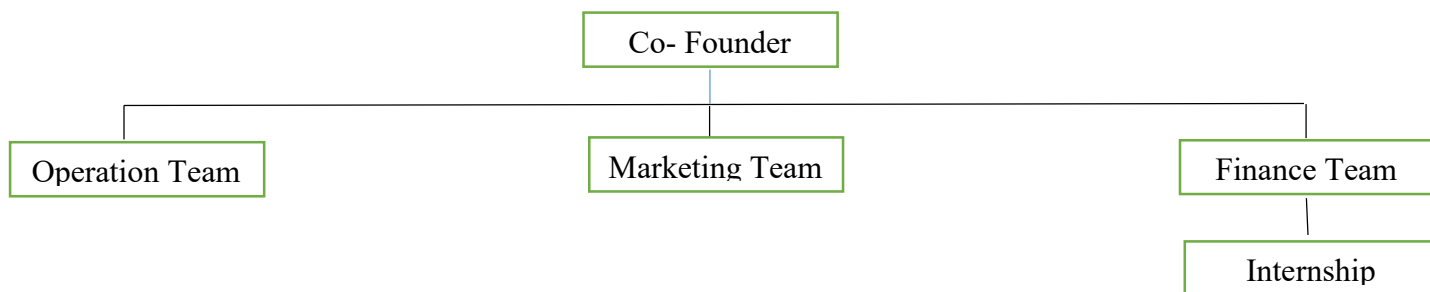 Co- Founder
Operation Team
Marketing Team
Finance Team
Internship